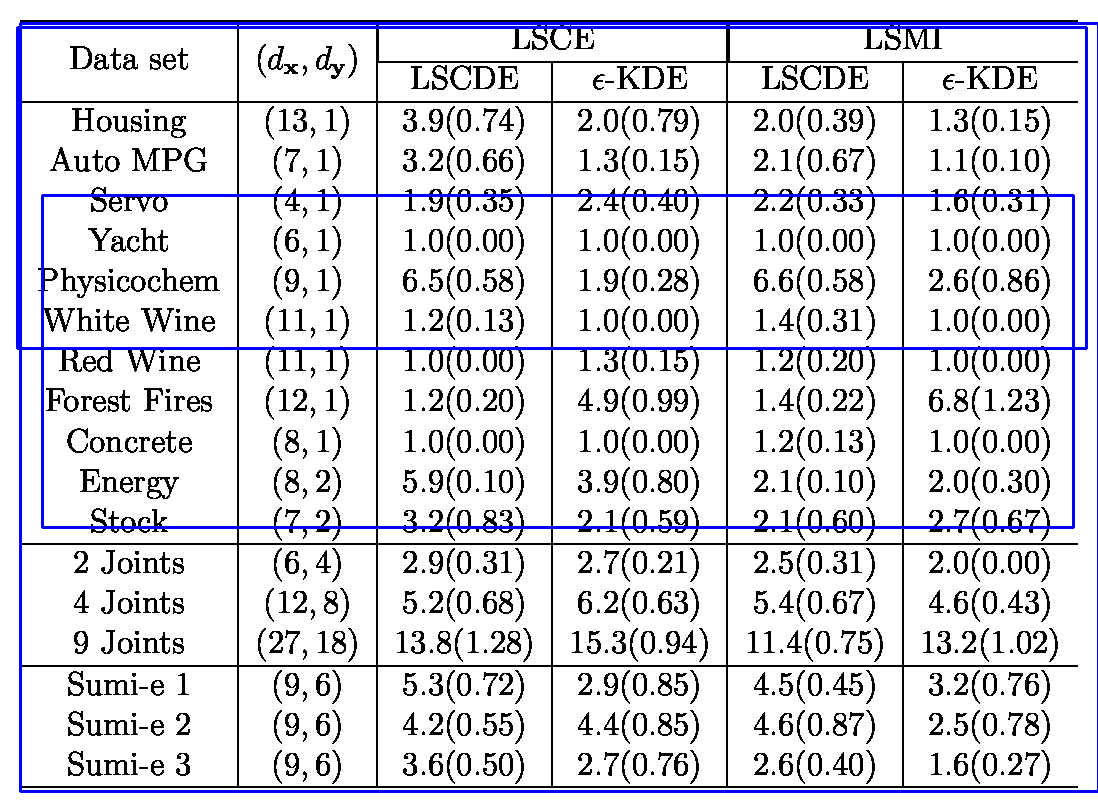 Data set (d_x, d_y) LSCE LSMI
LSCDE ϵ-KDE LSCDE ϵ-KDE
Housing (13, 1) 3.9(0.74) 2.0(0.79) 2.0(0.39) 1.3(0.15)
Auto MPG (7, 1) 3.2(0.66) 1.3(0.15) 2.1(0.67) 1.1(0.10)
Servo (4, 1) 1.9(0.35) 2.4(0.40) 2.2(0.33) 1.6(0.31)
Yacht (6, 1) 1.0(0.00) 1.0(0.00) 1.0(0.00) 1.0(0.00)
Physicochem (9, 1) 6.5(0.58) 1.9(0.28) 6.6(0.58) 2.6(0.86)
White Wine (11, 1) 1.2(0.13) 1.0(0.00) 1.4(0.31) 1.0(0.00)
Red Wine (11, 1) 1.0(0.00) 1.3(0.15) 1.2(0.20) 1.0(0.00)
Forest Fires (12, 1) 1.2(0.20) 4.9(0.99) 1.4(0.22) 6.8(1.23)
Concrete (8, 1) 1.0(0.00) 1.0(0.00) 1.2(0.13) 1.0(0.00)
Energy (8, 2) 5.9(0.10) 3.9(0.80) 2.1(0.10) 2.0(0.30)
Stock (7, 2) 3.2(0.83) 2.1(0.59) 2.1(0.60) 2.7(0.67)
2 Joints (6, 4) 2.9(0.31) 2.7(0.21) 2.5(0.31) 2.0(0.00)
4 Joints (12, 8) 5.2(0.68) 6.2(0.63) 5.4(0.67) 4.6(0.43)
9 Joints (27, 18) 13.8(1.28) 15.3(0.94) 11.4(0.75) 13.2(1.02)
Sumi-e 1 (9, 6) 5.3(0.72) 2.9(0.85) 4.5(0.45) 3.2(0.76)
Sumi-e 2 (9, 6) 4.2(0.55) 4.4(0.85) 4.6(0.87) 2.5(0.78)
Sumi-e 3 (9, 6) 3.6(0.50) 2.7(0.76) 2.6(0.40) 1.6(0.27)